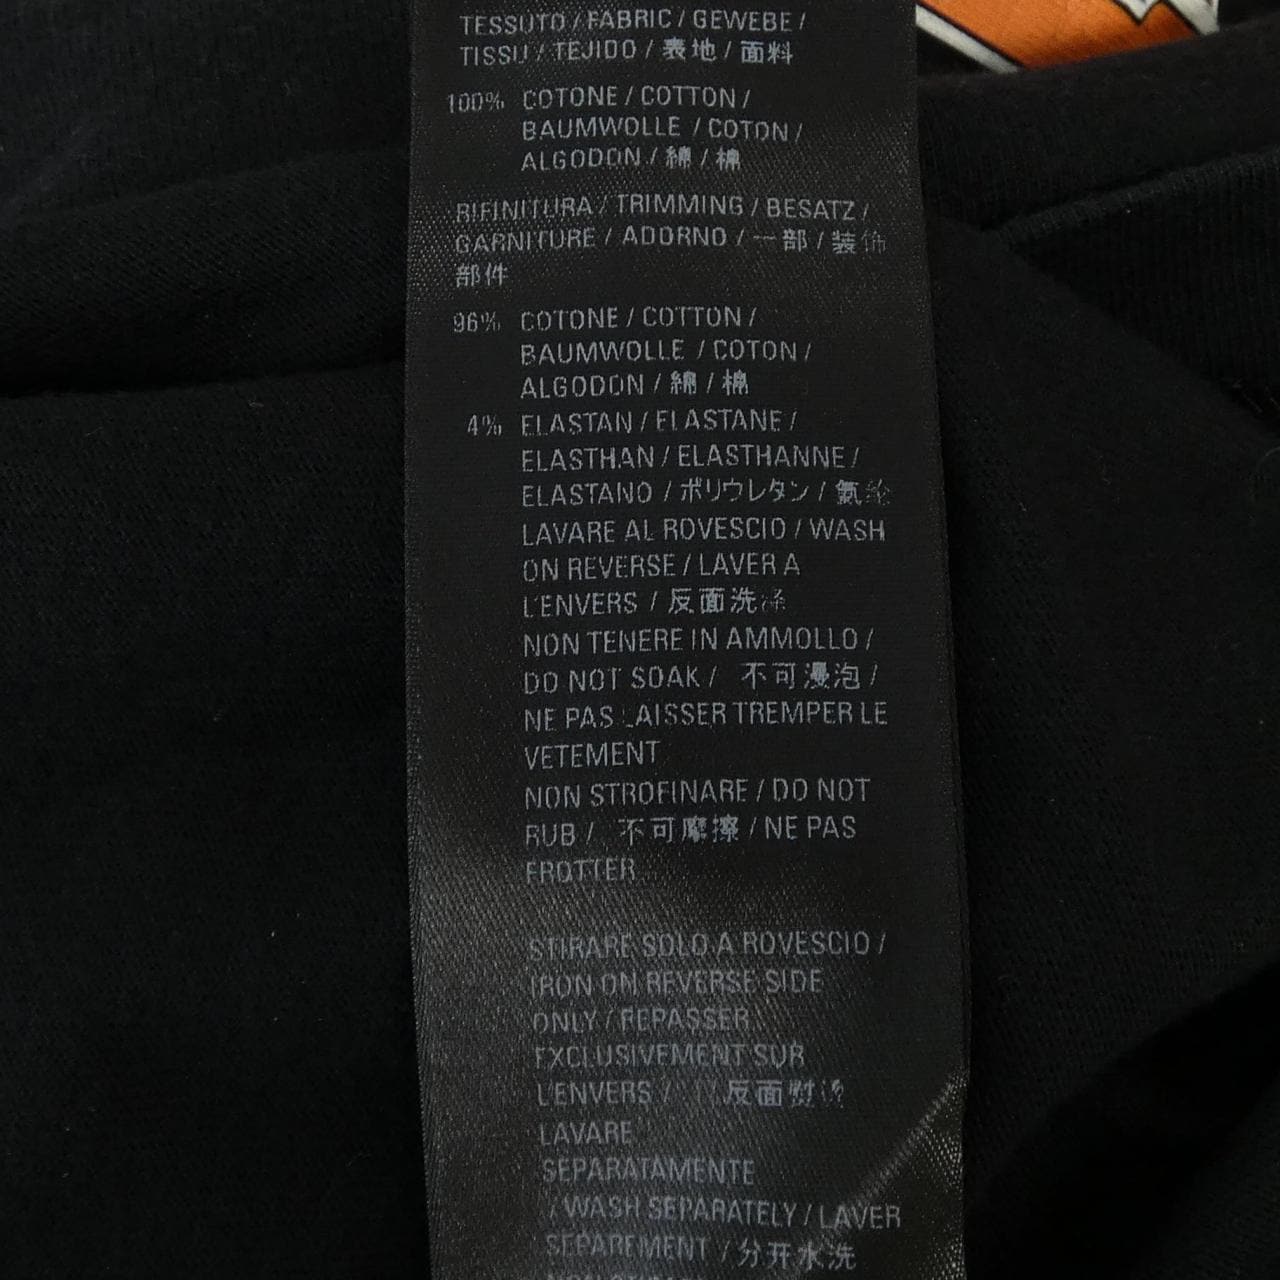 TESSUTO / FABRIC / GEWEBE /
TISSU / TEJIDO / 表地 / 面料
100% COTONE / COTTON /
BAUMWOLLE / COTON /
ALGODON / 綿 / 棉
RIFINITURA / TRIMMING / BESATZ /
GARNITURE / ADORNO / 一部 / 装饰
部件
96% COTONE / COTTON /
BAUMWOLLE / COTON /
ALGODON / 綿 / 棉
4% ELASTAN / ELASTANE /
ELASTHAN / ELASTHANNE /
ELASTANO / ポリウレタン / 氨纶
LAVARE AL ROVESCIO / WASH
ON REVERSE / LAVER A
L'ENVERS / 反面洗涤
NON TENERE IN AMMOLLO /
DO NOT SOAK / 不可浸泡 /
NE PAS LAISSER TREMPER LE
VETEMENT
NON STROFINARE / DO NOT
RUB / 不可摩擦 / NE PAS
FROTTER
STIRARE SOLO A ROVESCIO /
IRON ON REVERSE SIDE
ONLY / REPASSER
EXCLUSIVEMENT SUR
L'ENVERS / 反面熨烫
LAVARE
SEPARATAMENTE
/ WASH SEPARATELY / LAVER
SEPAREMENT / 分开水洗